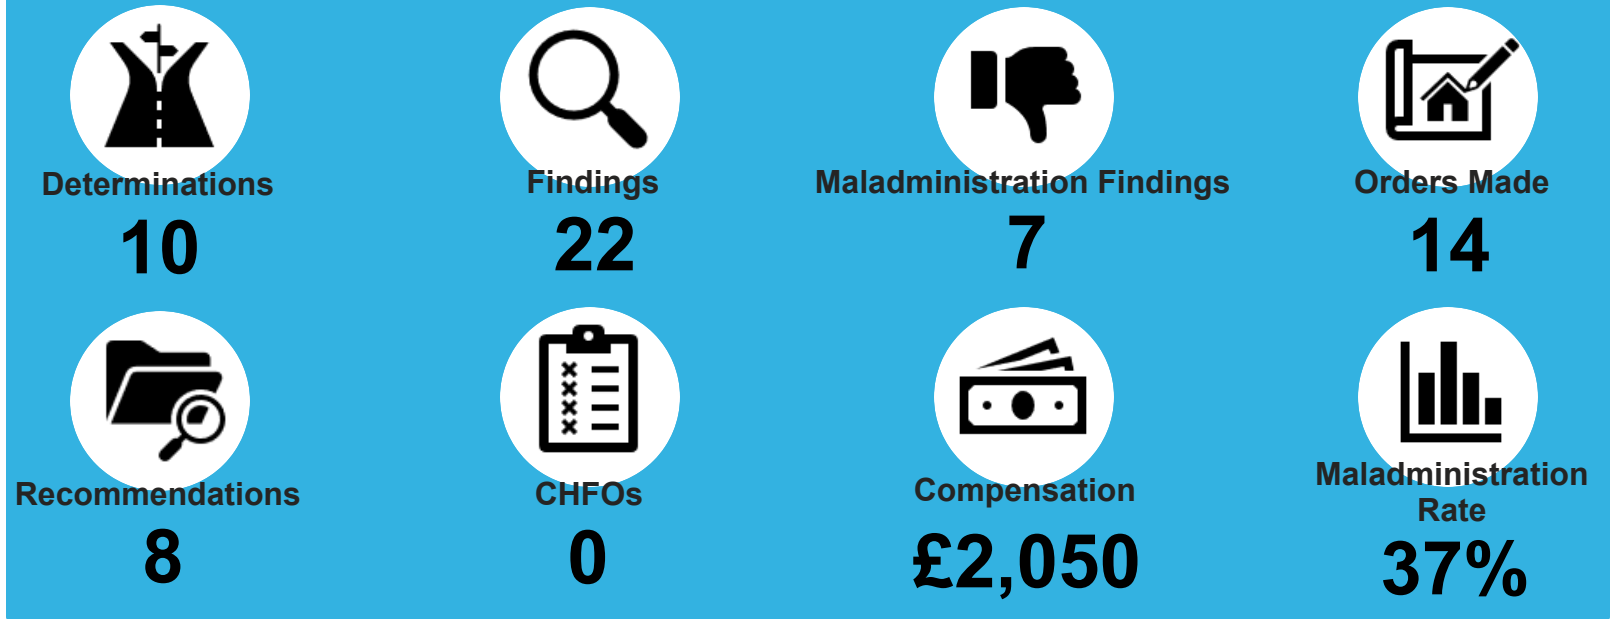 Determinations
10
Findings
22
Maladministration Findings
7
Orders Made
14
Recommendations
8
CHFOs
0
Compensation
£2,050
Maladministration
Rate
37%